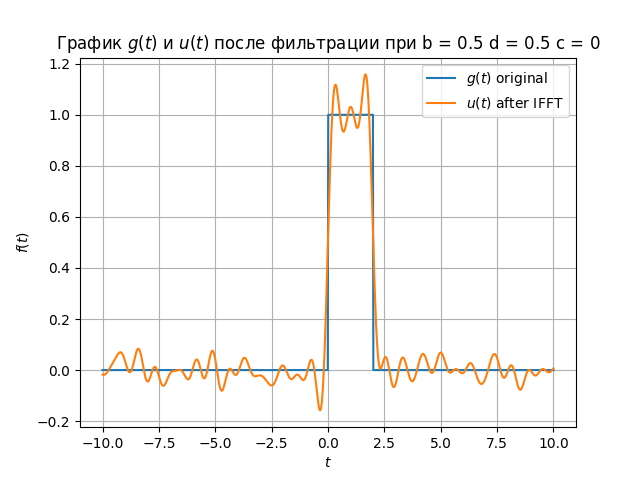 График g(t) и u(t) после фильтрации при b = 0.5 d = 0.5 c = 0
g(t) original
u(t) after IFFT
1.2
1.0
0.8
0.6
0.4
0.2
0.0
−0.2
f(t)
−10.0 −7.5 −5.0 −2.5 0.0 2.5 5.0 7.5 10.0
t